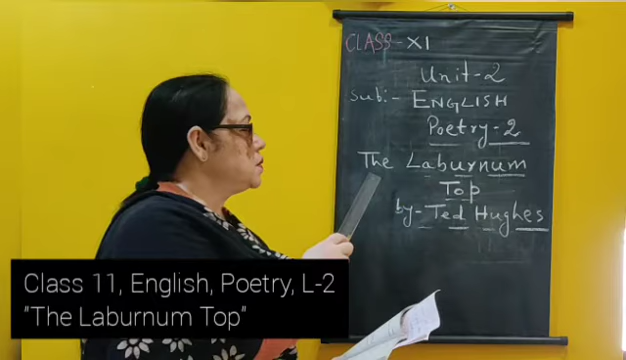 CLASS-XI
Unit-2
Sub:- ENGLISH
Poetry-2
The Laburnum
Top
by- Ted Hughes
Class 11, English, Poetry, L-2
"The Laburnum Top"